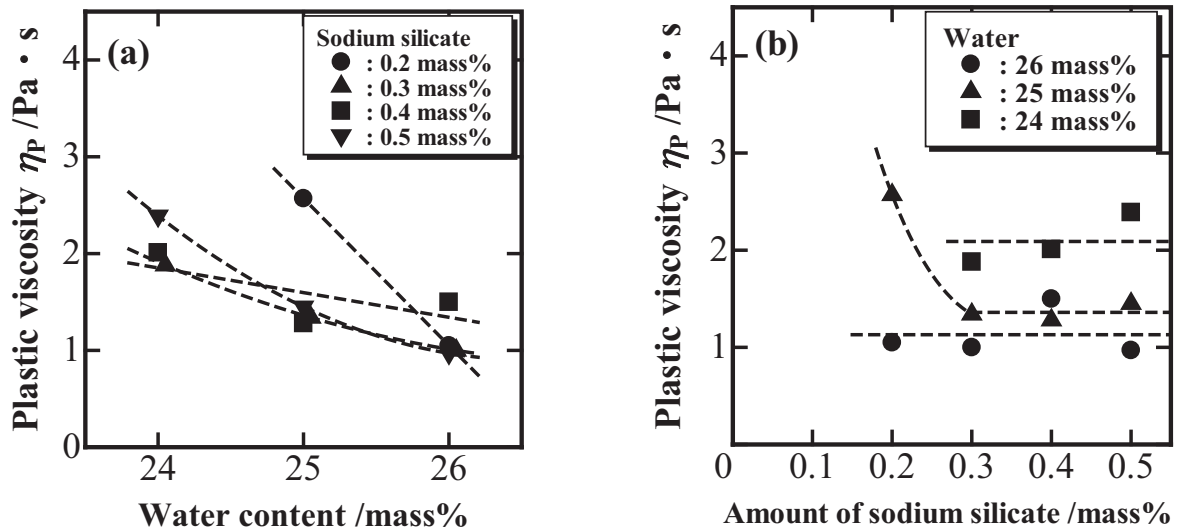 Plastic viscosity ηP /Pa・s
(a)
Sodium silicate
● : 0.2 mass%
▲ : 0.3 mass%
■ : 0.4 mass%
▼ : 0.5 mass%
4
3
2
1
0
24 25 26
Water content /mass%
Plastic viscosity ηP /Pa・s
(b)
Water
● : 26 mass%
▲ : 25 mass%
■ : 24 mass%
4
3
2
1
0 0.1 0.2 0.3 0.4 0.5
Amount of sodium silicate /mass%